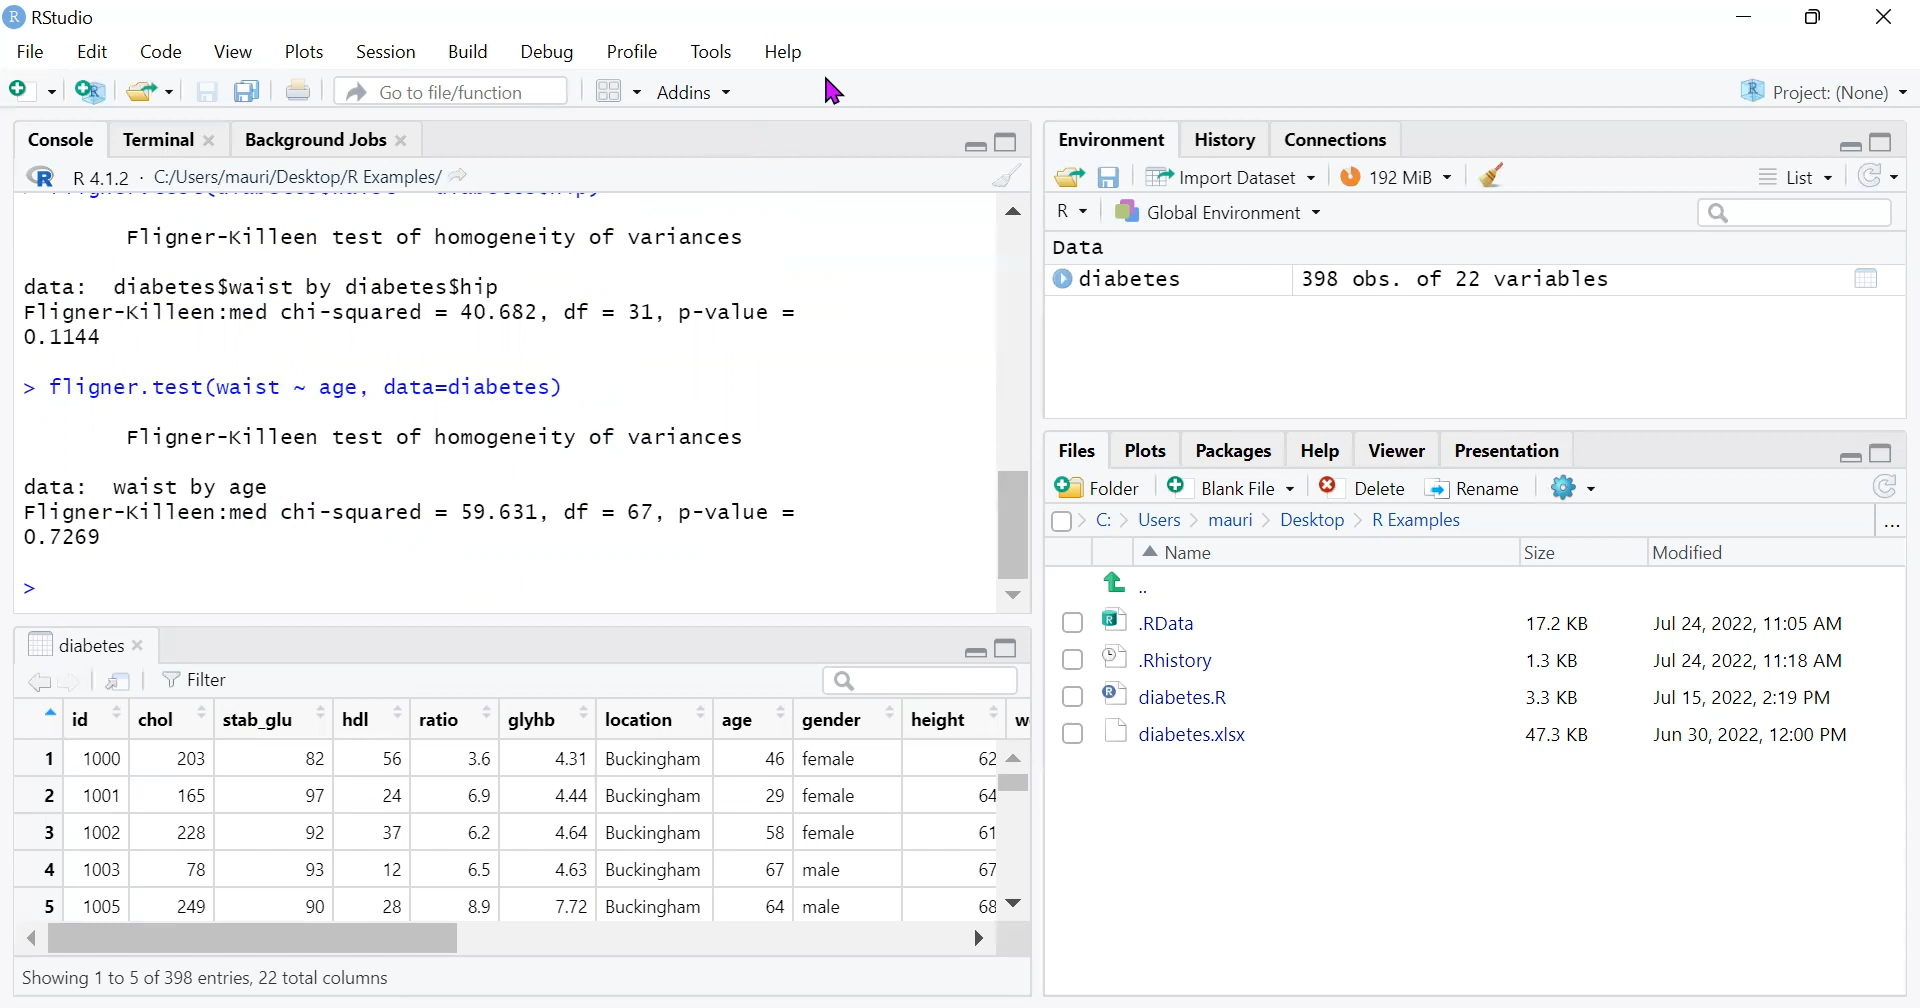 RStudio
File Edit Code View Plots Session Build Debug Profile Tools Help
Go to file/function Addins Project: (None)
Console Terminal Background Jobs
R 4.1.2 · C:/Users/mauri/Desktop/R Examples/
Fligner-Killeen test of homogeneity of variances
data: diabetes$waist by diabetes$hip
Fligner-Killeen:med chi-squared = 40.682, df = 31, p-value =
0.1144
> fligner.test(waist ~ age, data=diabetes)
Fligner-Killeen test of homogeneity of variances
data: waist by age
Fligner-Killeen:med chi-squared = 59.631, df = 67, p-value =
0.7269
>
diabetes
Filter
id chol stab_glu hdl ratio glyhb location age gender height w
1 1000 203 82 56 3.6 4.31 Buckingham 46 female 62
2 1001 165 97 24 6.9 4.44 Buckingham 29 female 64
3 1002 228 92 37 6.2 4.64 Buckingham 58 female 61
4 1003 78 93 12 6.5 4.63 Buckingham 67 male 67
5 1005 249 90 28 8.9 7.72 Buckingham 64 male 68
Showing 1 to 5 of 398 entries, 22 total columns
Environment History Connections
Import Dataset 192 MiB List
R Global Environment
Data
diabetes 398 obs. of 22 variables
Files Plots Packages Help Viewer Presentation
Folder Blank File Delete Rename
C: Users mauri Desktop R Examples ...
Name Size Modified
..
.RData 17.2 KB Jul 24, 2022, 11:05 AM
.Rhistory 1.3 KB Jul 24, 2022, 11:18 AM
diabetes.R 3.3 KB Jul 15, 2022, 2:19 PM
diabetes.xlsx 47.3 KB Jun 30, 2022, 12:00 PM